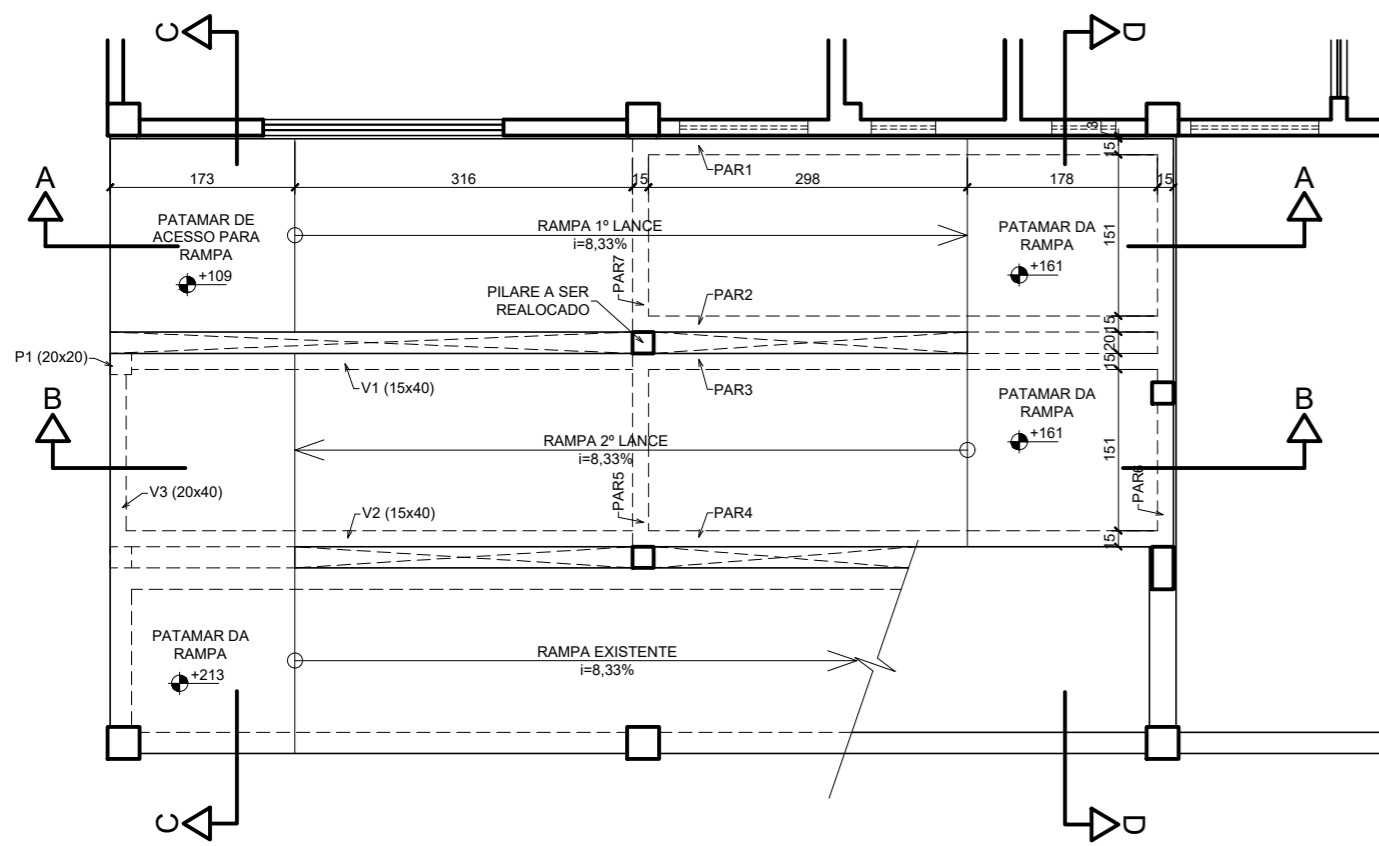 C
D
A
A
173
316
15
298
178
15
3
15
PAR1
PATAMAR DE
ACESSO PARA
RAMPA
+109
RAMPA 1º LANCE
i=8,33%
PATAMAR DA
RAMPA
+161
151
PAR7
PILARE A SER
REALOCADO
PAR2
15
20
15
P1 (20x20)
V1 (15x40)
PAR3
PATAMAR DA
RAMPA
+161
B
B
RAMPA 2º LANCE
i=8,33%
151
V3 (20x40)
V2 (15x40)
PAR5
PAR4
PAR6
15
PATAMAR DA
RAMPA
+213
RAMPA EXISTENTE
i=8,33%
C
D